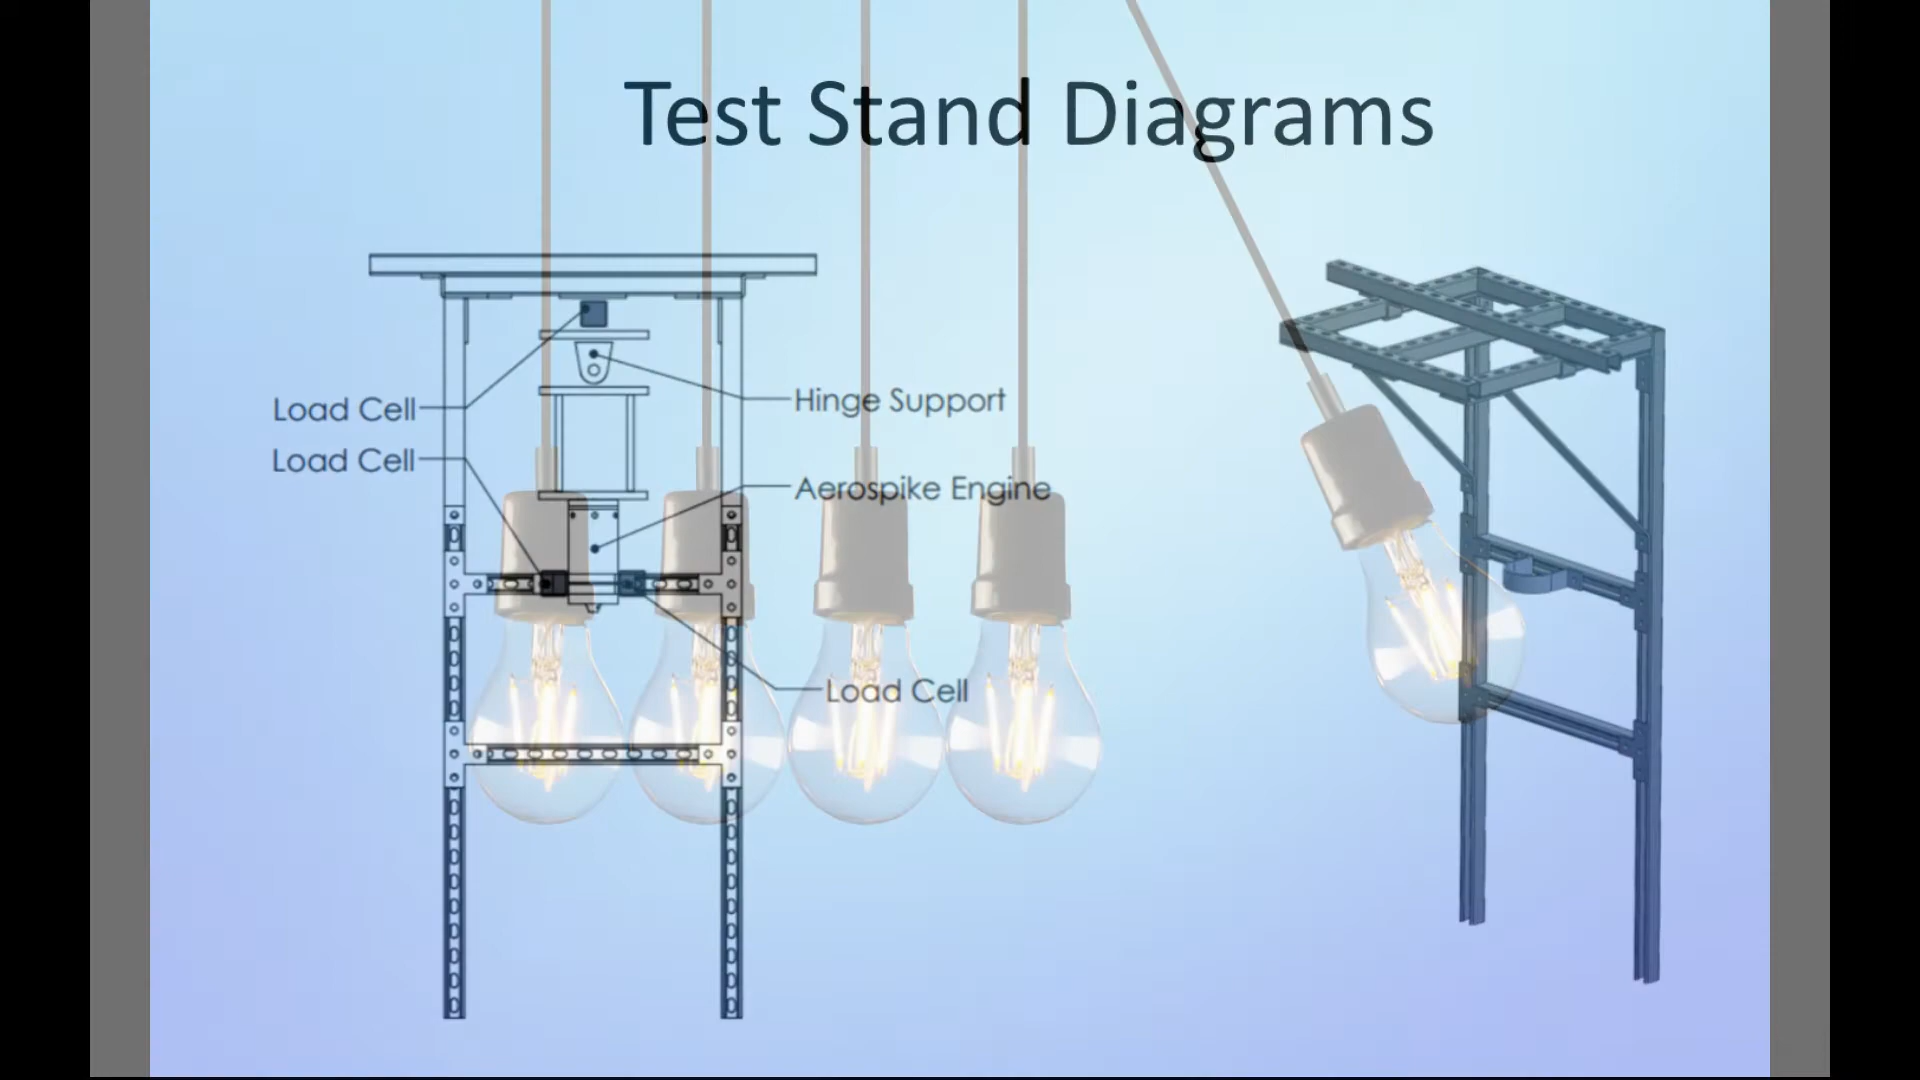 Test Stand Diagrams
Load Cell
Hinge Support
Load Cell
Aerospike Engine
Load Cell